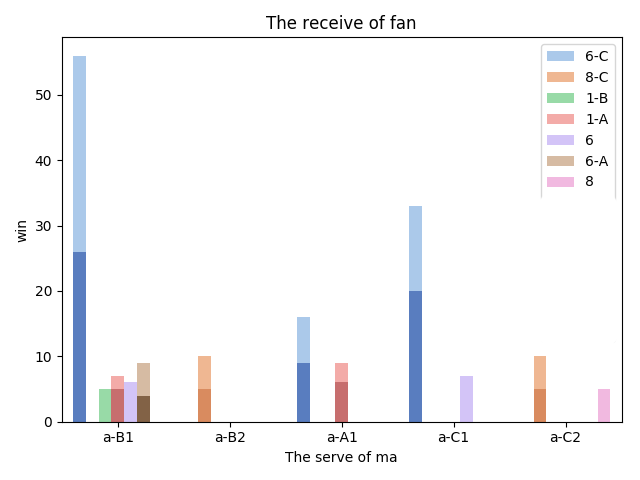 The receive of fan
6-C
8-C
1-B
1-A
6
6-A
8
win
50
40
30
20
10
0
a-B1 a-B2 a-A1 a-C1 a-C2
The serve of ma